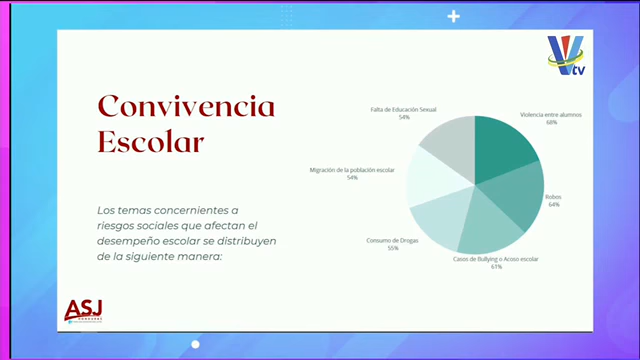 VV
tv
Convivencia
Escolar
Los temas concernientes a
riesgos sociales que afectan el
desempeño escolar se distribuyen
de la siguiente manera:
Falta de Educación Sexual
54%
Violencia entre alumnos
68%
Migración de la población escolar
54%
Robos
64%
Consumo de Drogas
55%
Casos de Bullying o Acoso escolar
61%
ASJ